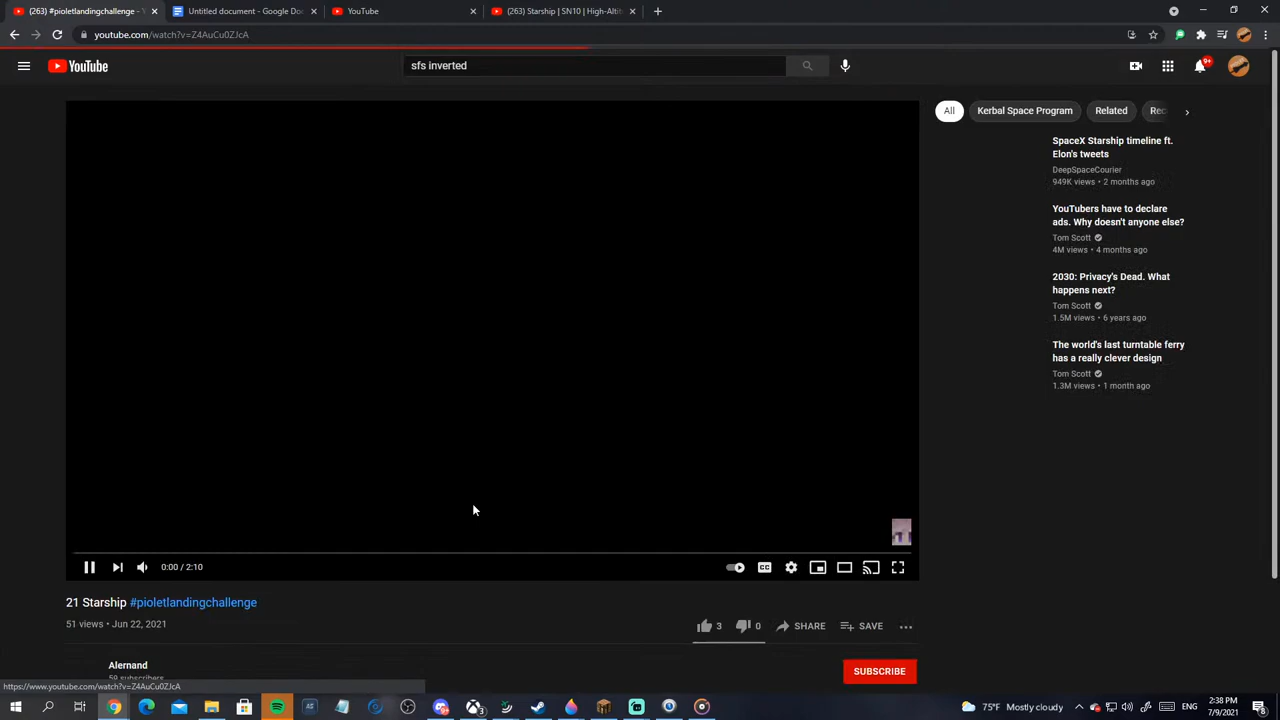 (263) #pioletlandingchallenge - Y
Untitled document - Google Do
YouTube
(263) Starship | SN10 | High-Altit
youtube.com/watch?v=Z4AuCu0ZJcA
YouTube
sfs inverted
9+
All
Kerbal Space Program
Related
Rec
SpaceX Starship timeline ft.
Elon's tweets
DeepSpaceCourier
949K views • 2 months ago
YouTubers have to declare
ads. Why doesn't anyone else?
Tom Scott
4M views • 4 months ago
2030: Privacy's Dead. What
happens next?
Tom Scott
1.5M views • 6 years ago
The world's last turntable ferry
has a really clever design
Tom Scott
1.3M views • 1 month ago
0:00 / 2:10
CC
21 Starship #pioletlandingchallenge
51 views • Jun 22, 2021
3
0
SHARE
SAVE
Alernand
59 subscribers
SUBSCRIBE
https://www.youtube.com/watch?v=Z4AuCu0ZJcA
75°F Mostly cloudy
ENG
2:38 PM
7/9/2021